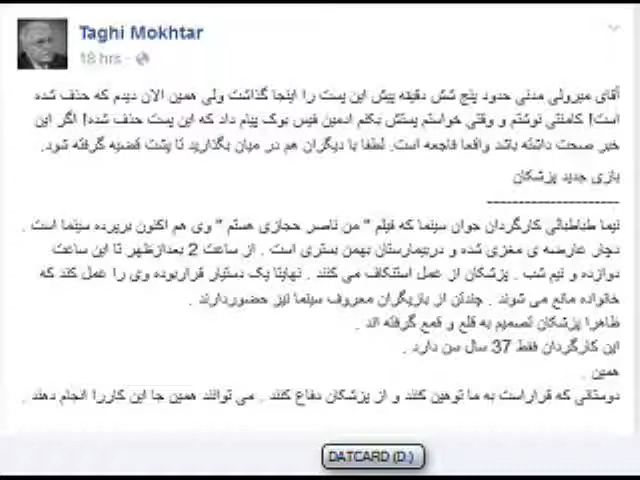 Taghi Mokhtar
18 hrs ·
آقای میرولی مدنی حدود پنج شش دقیقه پیش این پست را اینجا گذاشت ولی همین الان دیدم که حذف شده
است! کامنتی نوشتم و وقتی خواستم پستش بکنم ادمین فیس بوک پیام داد که این پست حذف شده! اگر این
خبر صحت داشته باشد واقعا فاجعه است. لطفا با دیگران هم در میان بگذارید تا پشت قضیه گرفته شود.
بازی جدید پزشکان
---------------------
نیما طباطبائی کارگردان جوان سینما که فیلم " من ناصر حجازی هستم " وی هم اکنون برپرده سینما است .
دچار عارضه ی مغزی شده و دربیمارستان بهمن بستری است . از ساعت 2 بعدازظهر تا این ساعت
دوازده و نیم شب . پزشکان از عمل استنکاف می کنند . نهایتا یک دستیار قراربوده وی را عمل کند که
خانواده مانع می شوند . چندتن از بازیگران معروف سینما نیز حضوردارند .
ظاهرا پزشکان تصمیم به قلع و قمع گرفته اند .
این کارگردان فقط 37 سال سن دارد .
همین .
دوستانی که قراراست به ما توهین کنند و از پزشکان دفاع کنند . می توانند همین جا این کاررا انجام دهند .
DATCARD (D:)